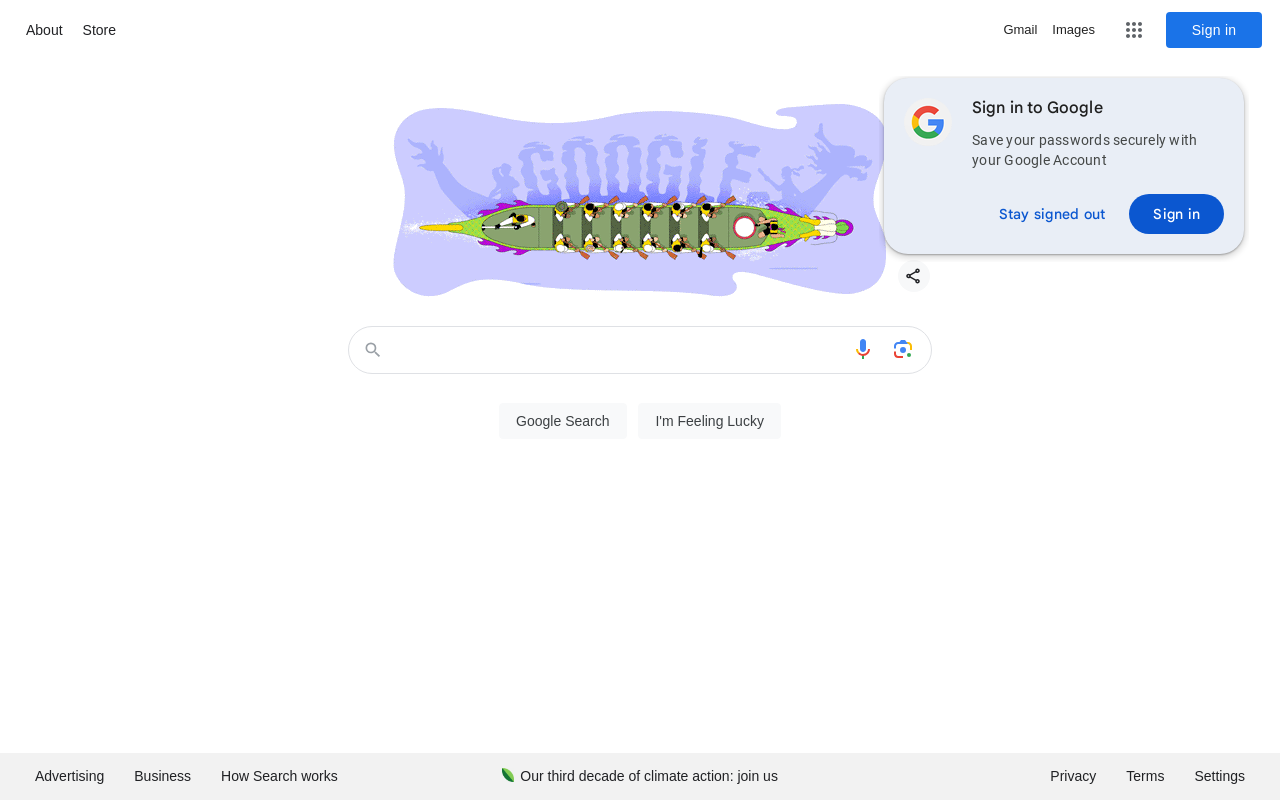 About
Store
Gmail
Images
Sign in
GOOGLE
Sign in to Google
Save your passwords securely with
your Google Account
Stay signed out
Sign in
Google Search
I'm Feeling Lucky
Advertising
Business
How Search works
Our third decade of climate action: join us
Privacy
Terms
Settings